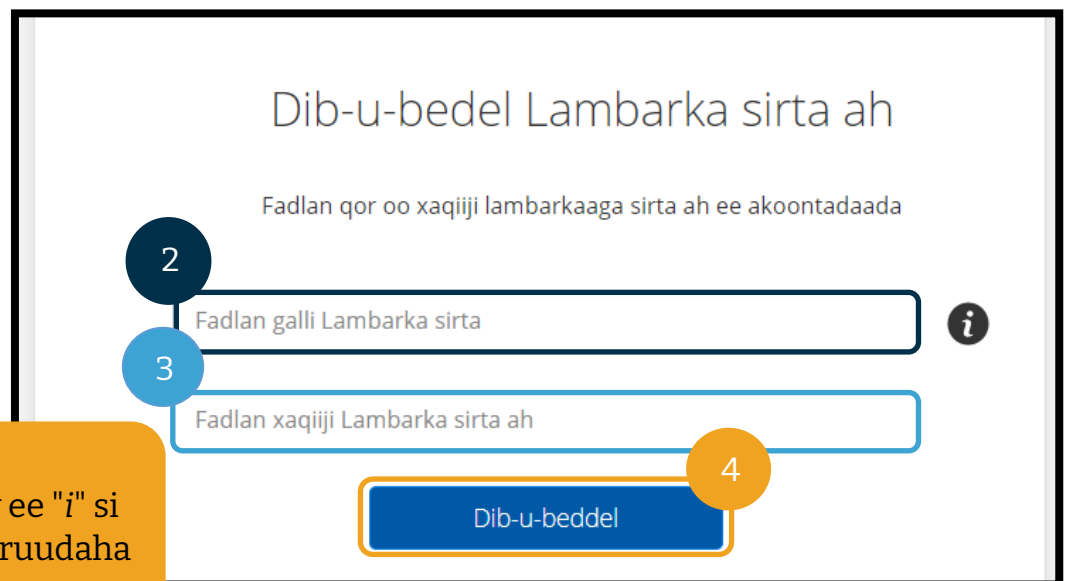 Dib-u-bedel Lambarka sirta ah
Fadlan qor oo xaqiiji lambarkaaga sirta ah ee akoontadaada
2
Fadlan galli Lambarka sirta
i
3
Fadlan xaqiiji Lambarka sirta ah
4
Dib-u-beddel
ee "i" si
ruudaha